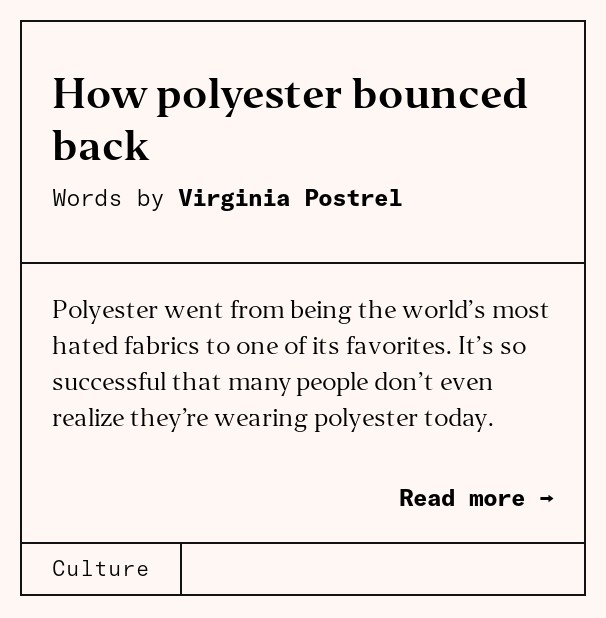 How polyester bounced
back
Words by Virginia Postrel
Polyester went from being the world’s most
hated fabrics to one of its favorites. It’s so
successful that many people don’t even
realize they’re wearing polyester today.
Read more →
Culture